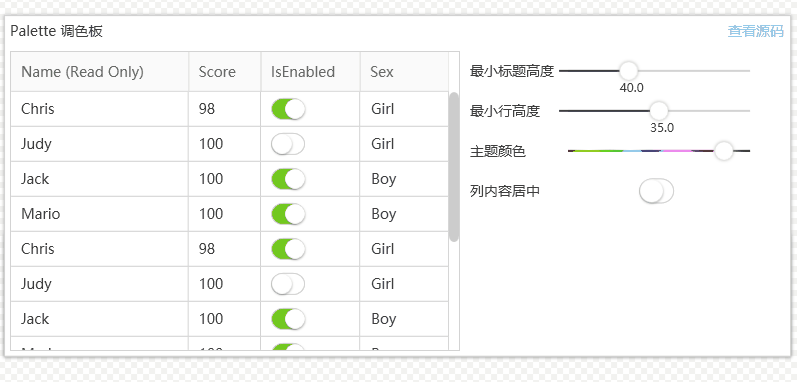 Palette 调色板
查看源码
Name (Read Only) Score IsEnabled Sex
Chris 98 Girl
Judy 100 Girl
Jack 100 Boy
Mario 100 Boy
Chris 98 Girl
Judy 100 Girl
Jack 100 Boy
最小标题高度
40.0
最小行高度
35.0
主题颜色
列内容居中